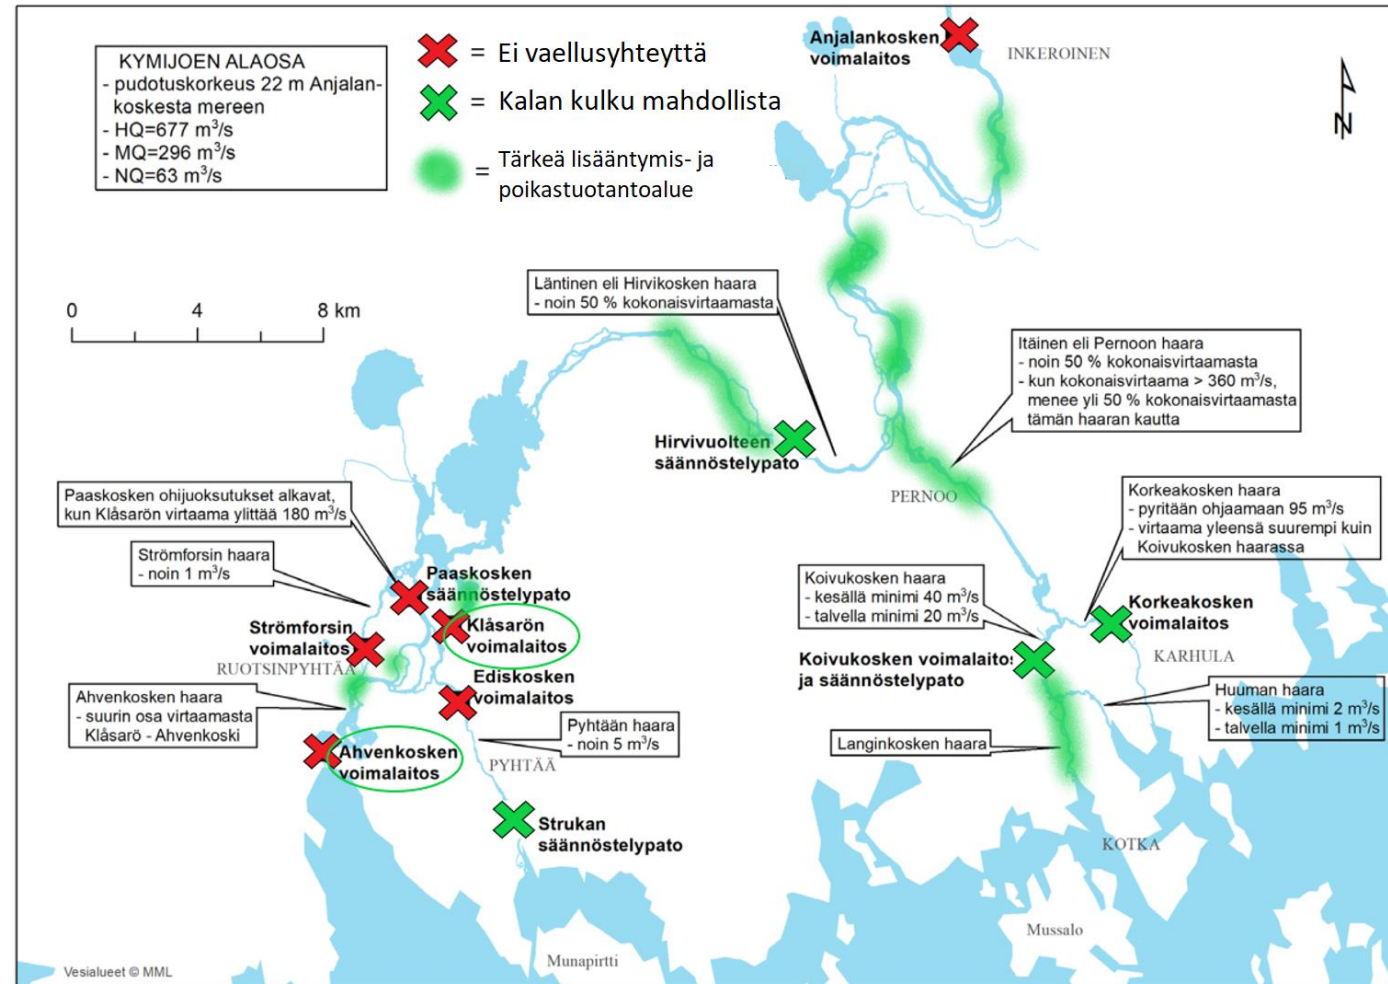 KYMIJOEN ALAOSA
- pudotuskorkeus 22 m Anjalan-
koskesta mereen
- HQ=677 m³/s
- MQ=296 m³/s
- NQ=63 m³/s
= Ei vaellusyhteyttä
= Kalan kulku mahdollista
= Tärkeä lisääntymis- ja
poikastuotantoalue
Anjalankosken
voimalaitos
INKEROINEN
N
0 4 8 km
Läntinen eli Hirvikosken haara
- noin 50 % kokonaisvirtaamasta
Itäinen eli Pernoon haara
- noin 50 % kokonaisvirtaamasta
- kun kokonaisvirtaama > 360 m³/s,
menee yli 50 % kokonaisvirtaamasta
tämän haaran kautta
Hirvivuolteen
säännöstelypato
PERNOO
Paaskosken ohijuoksutukset alkavat,
kun Klåsarön virtaama ylittää 180 m³/s
Korkeakosken haara
- pyritään ohjaamaan 95 m³/s
- virtaama yleensä suurempi kuin
Koivukosken haarassa
Strömforsin haara
- noin 1 m³/s
Paaskosken
säännöstelypato
Koivukosken haara
- kesällä minimi 40 m³/s
- talvella minimi 20 m³/s
Korkeakosken
voimalaitos
Strömforsin
voimalaitos
Klåsarön
voimalaitos
RUOTSINPYHTÄÄ
Koivukosken voimalaitos
ja säännöstelypato
KARHULA
Ediskosken
voimalaitos
Ahvenkosken haara
- suurin osa virtaamasta
Klåsarö - Ahvenkoski
Huuman haara
- kesällä minimi 2 m³/s
- talvella minimi 1 m³/s
Pyhtään haara
- noin 5 m³/s
Langinkosken haara
Ahvenkosken
voimalaitos
PYHTÄÄ
Strukan
säännöstelypato
KOTKA
Mussalo
Munapirtti
Vesialueet © MML